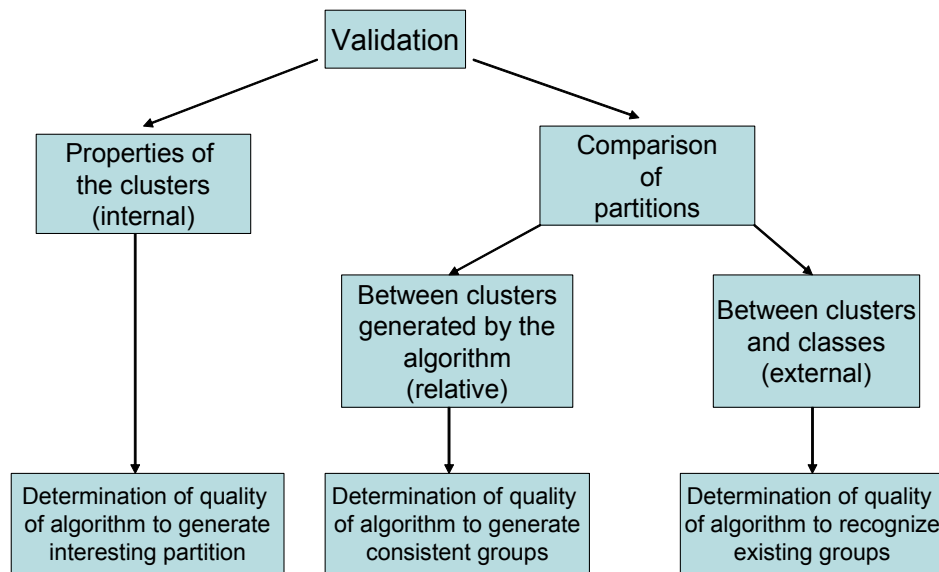 Validation
Properties of
the clusters
(internal)
Comparison
of
partitions
Between clusters
generated by the
algorithm
(relative)
Between clusters
and classes
(external)
Determination of quality
of algorithm to generate
interesting partition
Determination of quality
of algorithm to generate
consistent groups
Determination of quality
of algorithm to recognize
existing groups